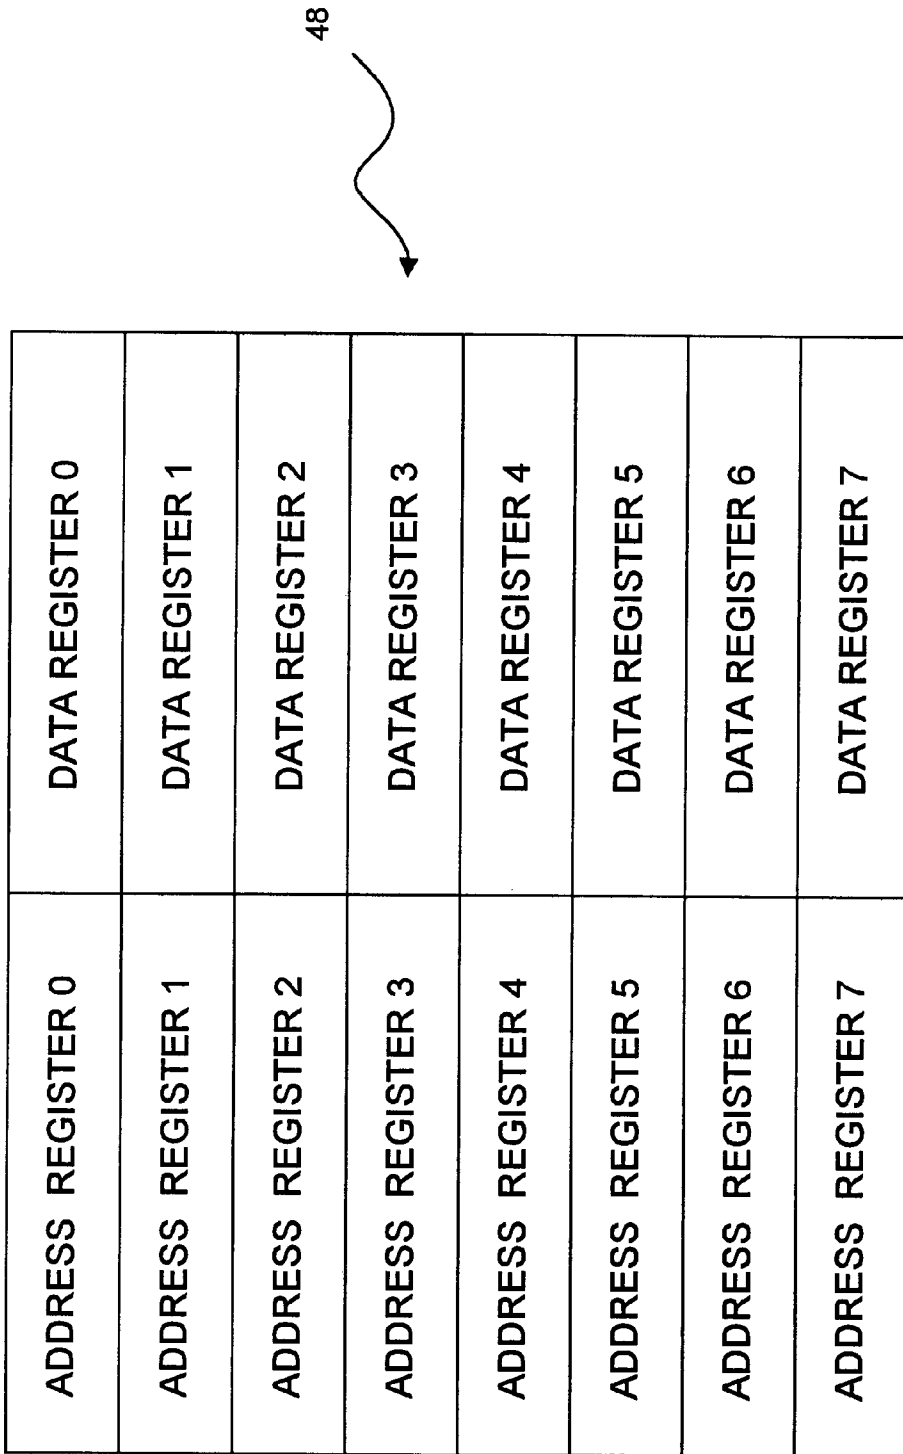 48
ADDRESS REGISTER 0 DATA REGISTER 0
ADDRESS REGISTER 1 DATA REGISTER 1
ADDRESS REGISTER 2 DATA REGISTER 2
ADDRESS REGISTER 3 DATA REGISTER 3
ADDRESS REGISTER 4 DATA REGISTER 4
ADDRESS REGISTER 5 DATA REGISTER 5
ADDRESS REGISTER 6 DATA REGISTER 6
ADDRESS REGISTER 7 DATA REGISTER 7